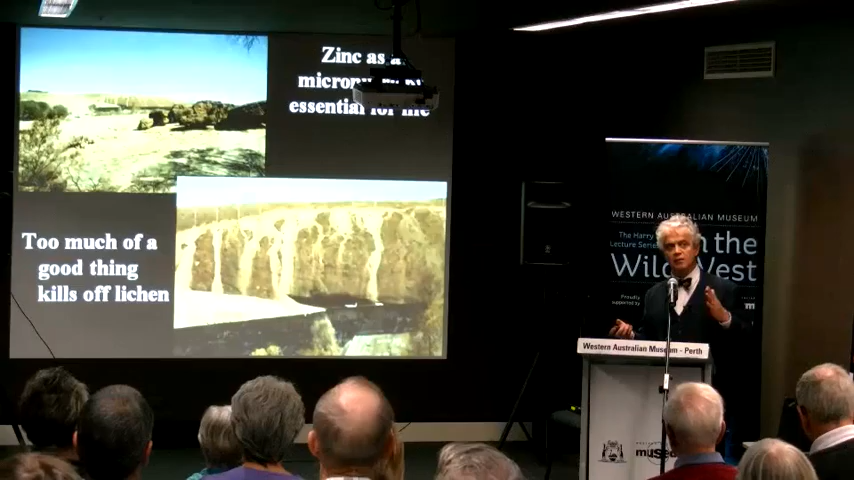 Zinc as a
essential for life
Too much of a
good thing
kills off lichen
WESTERN AUSTRALIAN MUSEUM
The Harry
Lecture Series
in the
Wild West
Proudly
supported by
Western Australian Museum - Perth